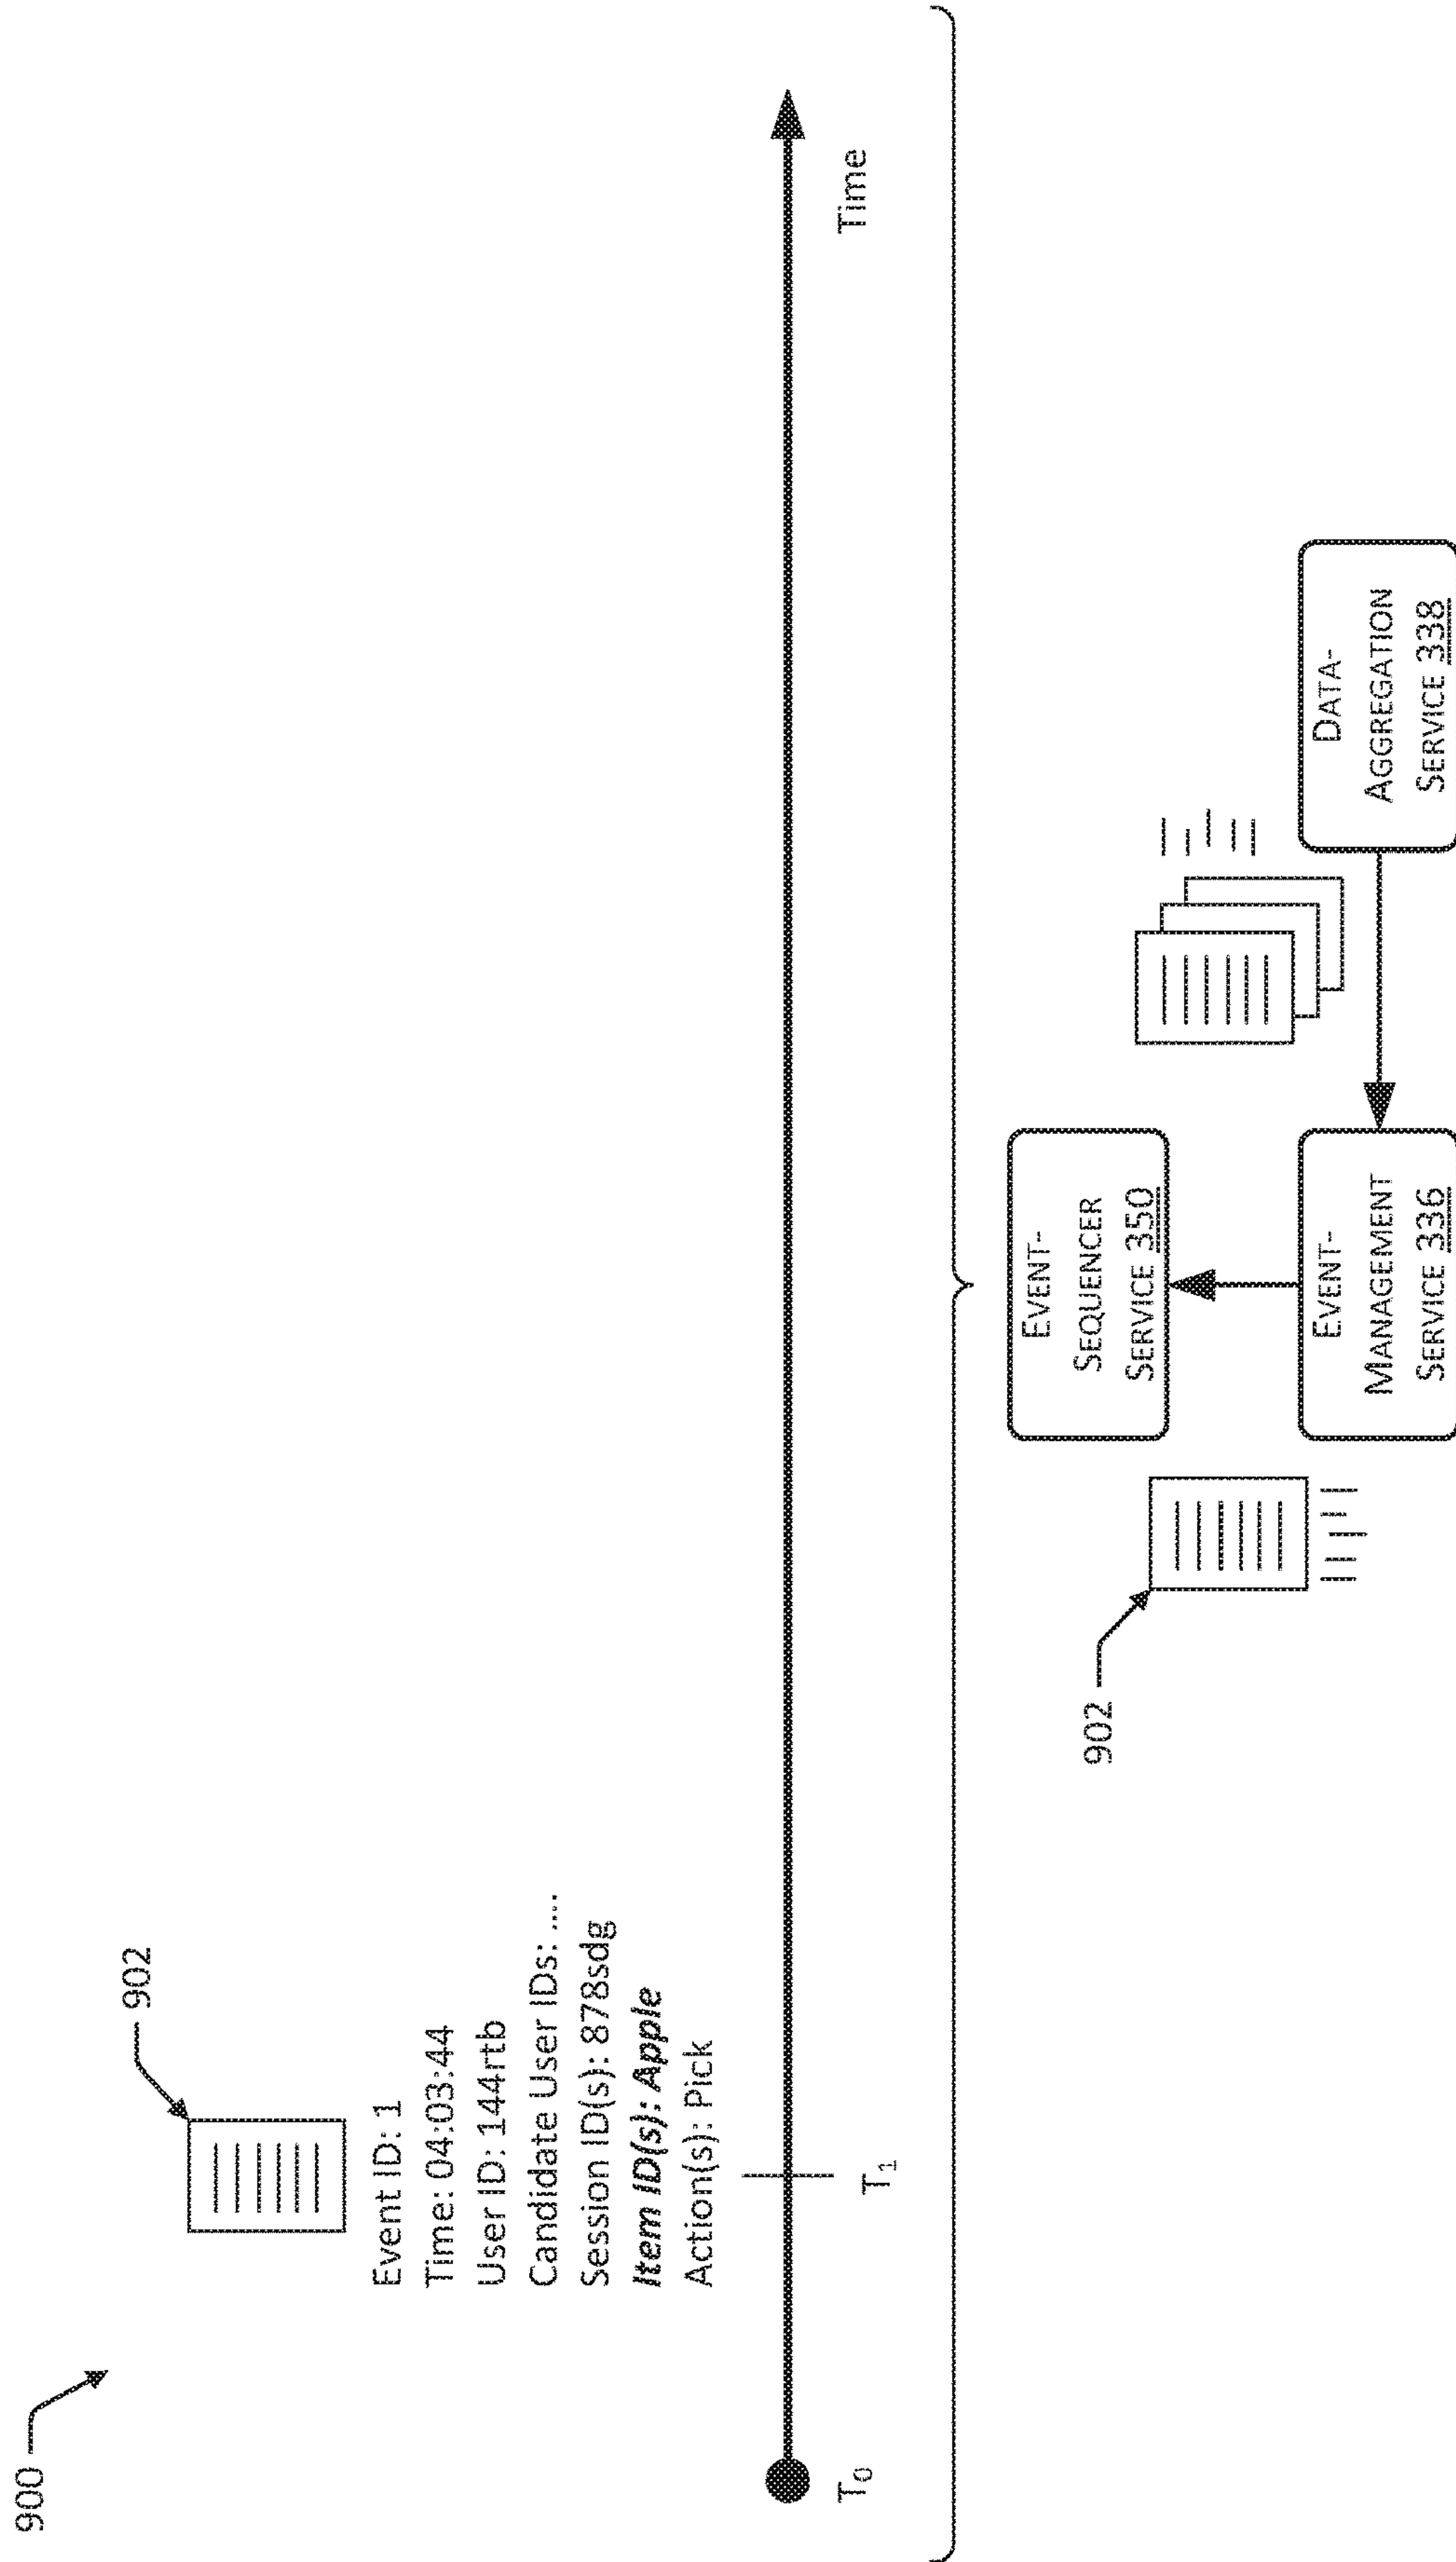 900
902
Event ID: 1
Time: 04:03:44
User ID: 144rtb
Candidate User IDs: ....
Session ID(s): 878sdg
Item ID(s): Apple
Action(s): Pick
T0
T1
Time
902
EVENT-
SEQUENCER
SERVICE 350
EVENT-
MANAGEMENT
SERVICE 336
DATA-
AGGREGATION
SERVICE 338